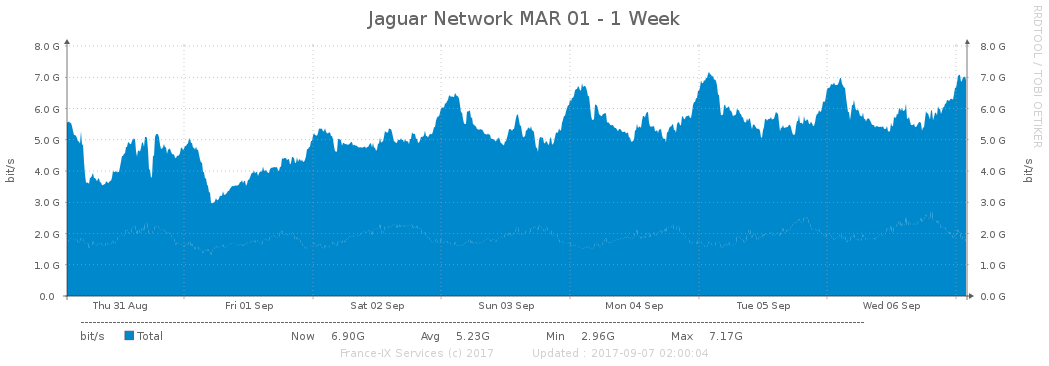 Jaguar Network MAR 01 - 1 Week
RRDTOOL / TOBI OETIKER
8.0 G 8.0 G
7.0 G 7.0 G
6.0 G 6.0 G
5.0 G 5.0 G
4.0 G 4.0 G
3.0 G 3.0 G
2.0 G 2.0 G
1.0 G 1.0 G
0.0 0.0 G
bit/s bit/s
Thu 31 Aug Fri 01 Sep Sat 02 Sep Sun 03 Sep Mon 04 Sep Tue 05 Sep Wed 06 Sep
bit/s Total Now 6.90G Avg 5.23G Min 2.96G Max 7.17G
France-IX Services (c) 2017 Updated : 2017-09-07 02:00:04